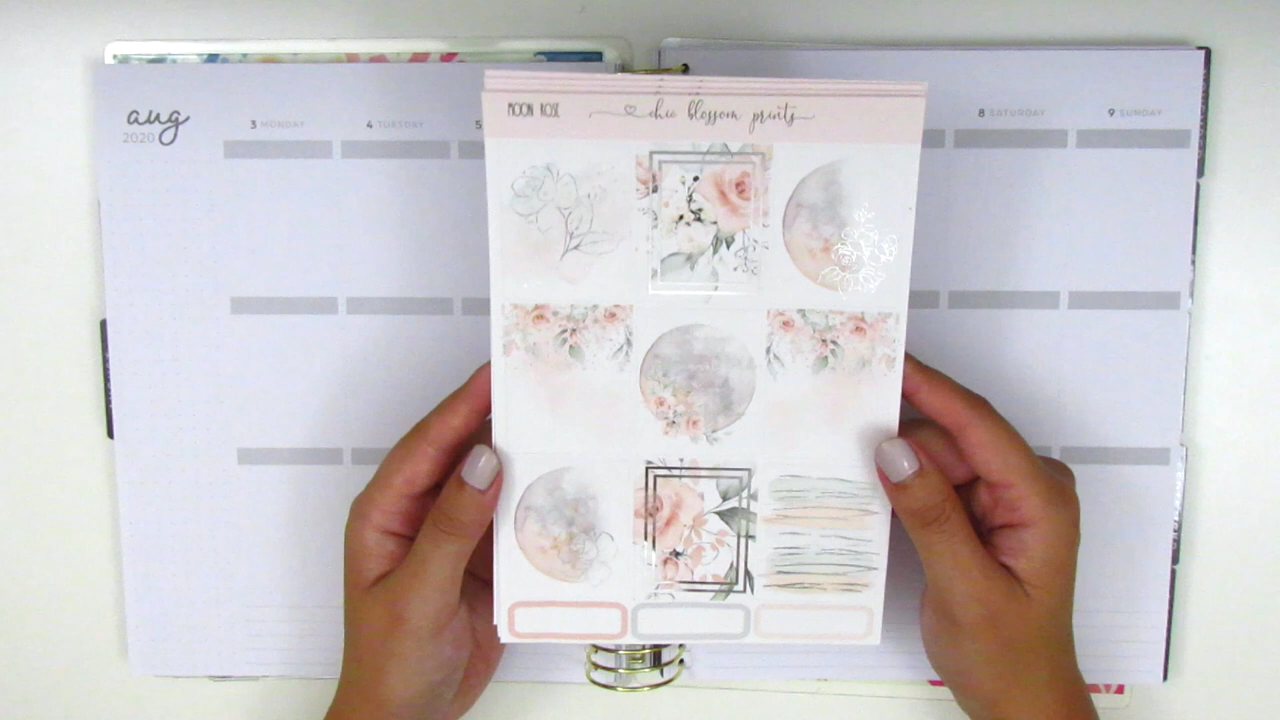 aug
2020
3 MONDAY
4 TUESDAY
5
MOON ROSE
chic blossom prints
8 SATURDAY
9 SUNDAY